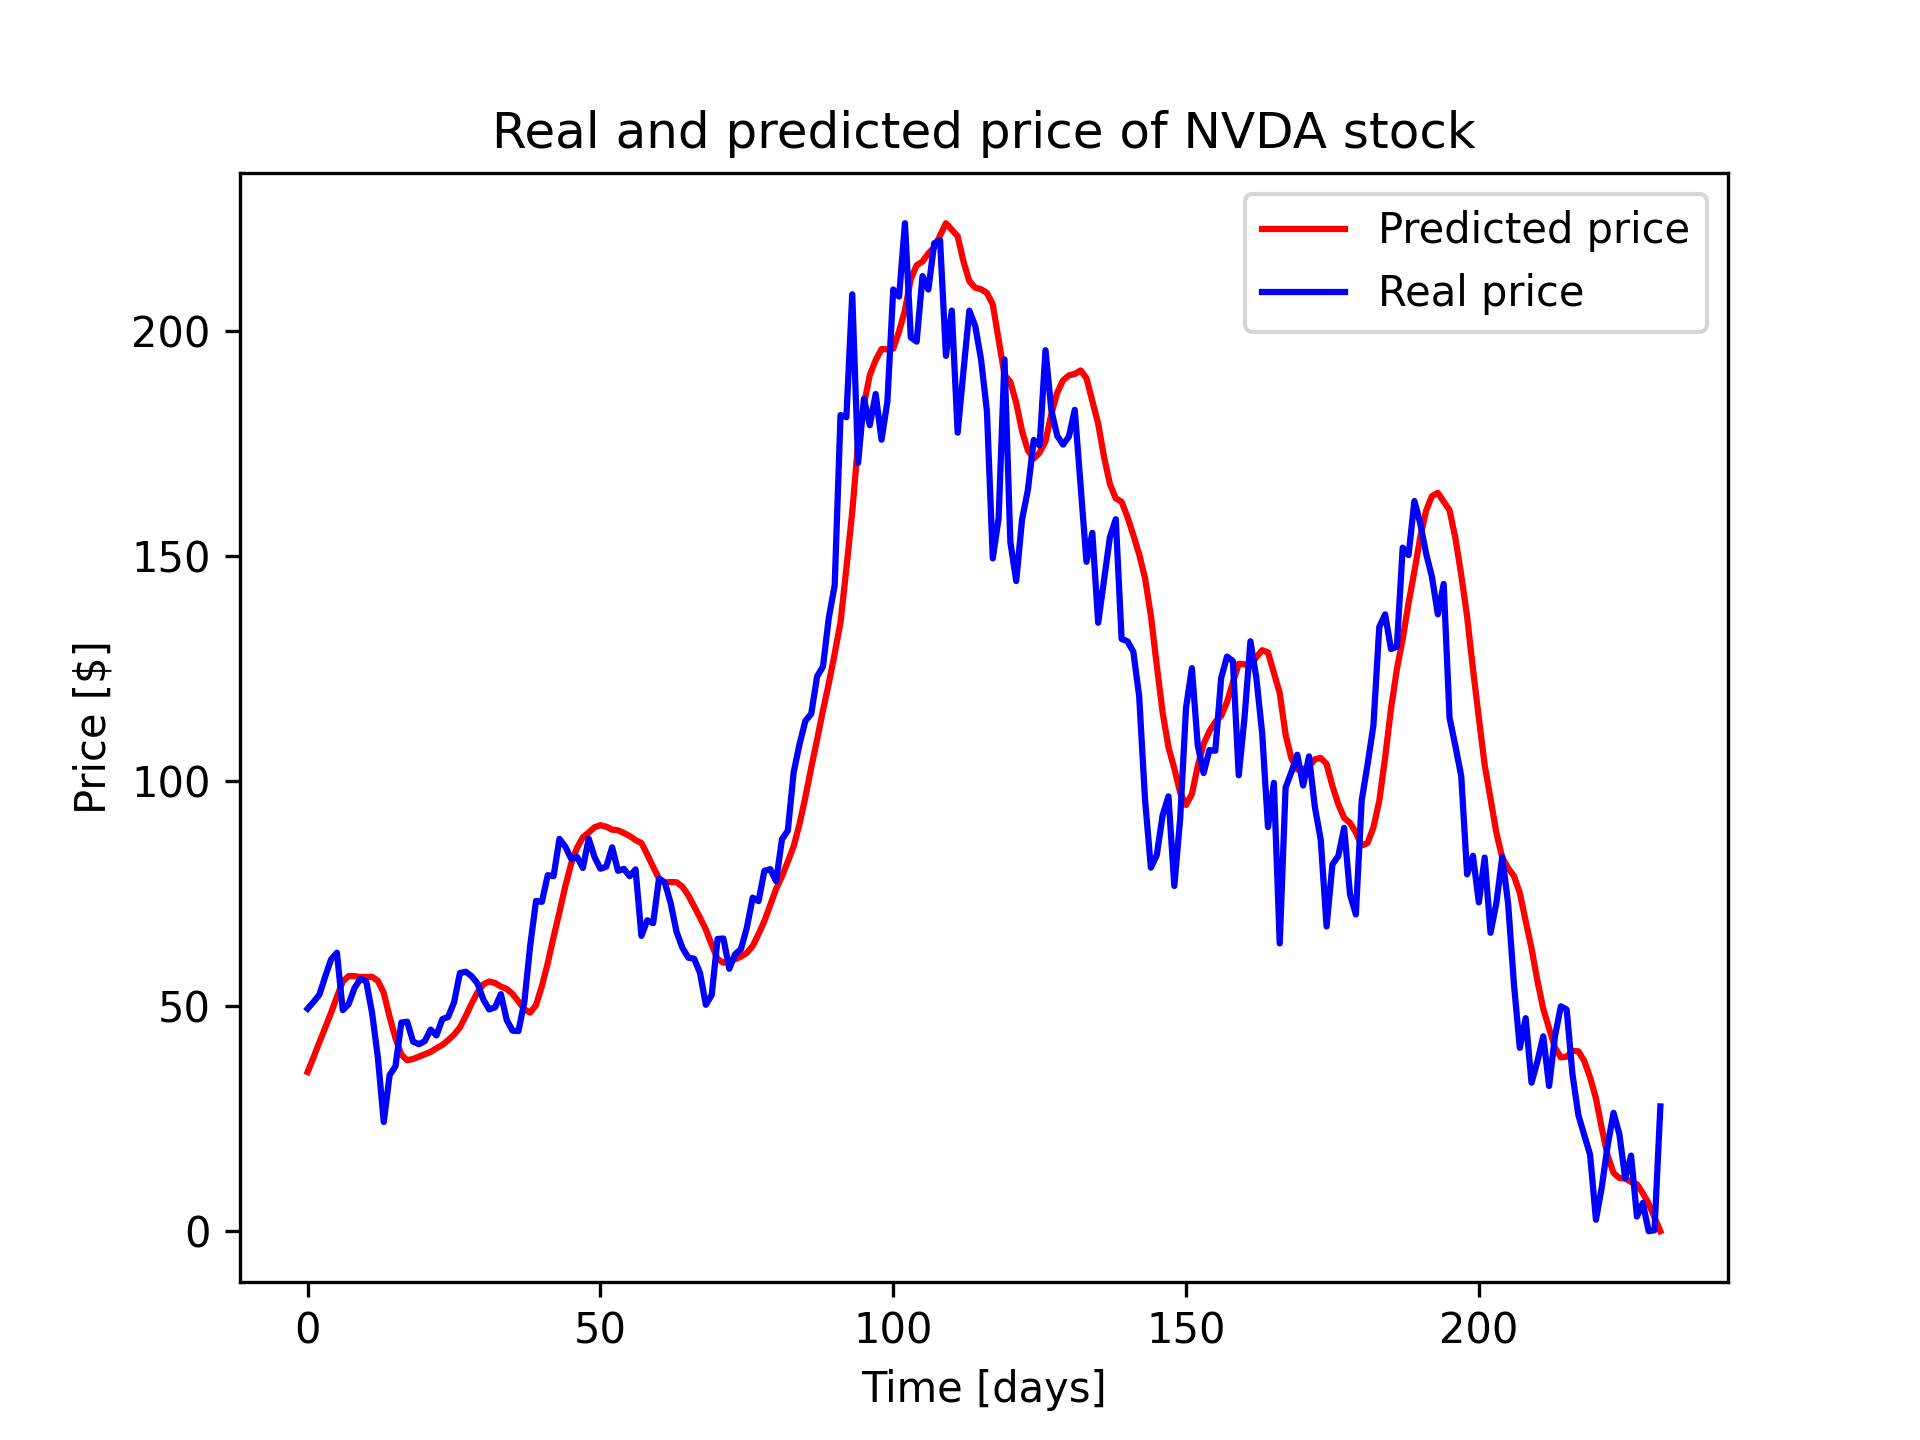 Real and predicted price of NVDA stock
Predicted price
Real price
Price [$]
200
150
100
50
0
0 50 100 150 200
Time [days]